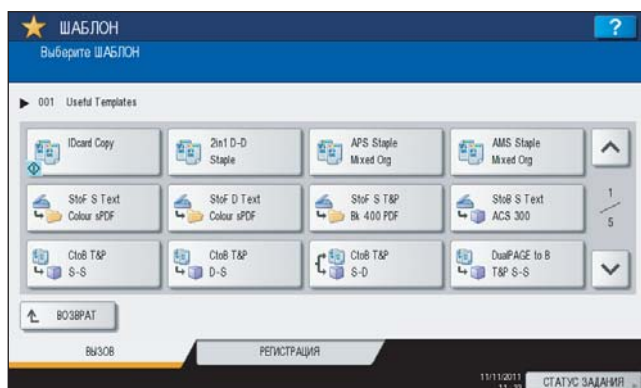 ШАБЛОН
?
Выберите ШАБЛОН
001 Useful Templates
IDcard Copy
2in1 D-D
Staple
APS Staple
Mixed Org
AMS Staple
Mixed Org
StoF S Text
Colour sPDF
StoF D Text
Colour sPDF
StoF S T&P
Bk 400 PDF
StoB S Text
ACS 300
1
5
CtoB T&P
S-S
CtoB T&P
D-S
CtoB T&P
S-D
DualPAGE to B
T&P S-S
ВОЗВРАТ
ВЫЗОВ
РЕГИСТРАЦИЯ
11/11/2011
СТАТУС ЗАДАНИЯ